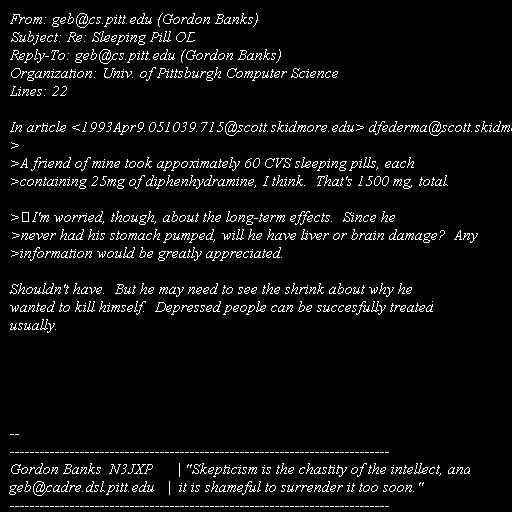 From: geb@cs.pitt.edu (Gordon Banks)
Subject: Re: Sleeping Pill OD
Reply-To: geb@cs.pitt.edu (Gordon Banks)
Organization: Univ. of Pittsburgh Computer Science
Lines: 22
In article <1993Apr9.051039.715@scott.skidmore.edu> dfederma@scott.skidm
>
>A friend of mine took appoximately 60 CVS sleeping pills, each
>containing 25mg of diphenhydramine, I think.  That's 1500 mg, total.
> I'm worried, though, about the long-term effects.  Since he
>never had his stomach pumped, will he have liver or brain damage?  Any
>information would be greatly appreciated.
Shouldn't have.  But he may need to see the shrink about why he
wanted to kill himself.  Depressed people can be succesfully treated
usually.
--
----------------------------------------------------------------------------
Gordon Banks  N3JXP      | "Skepticism is the chastity of the intellect, and
geb@cadre.dsl.pitt.edu   |  it is shameful to surrender it too soon."
----------------------------------------------------------------------------